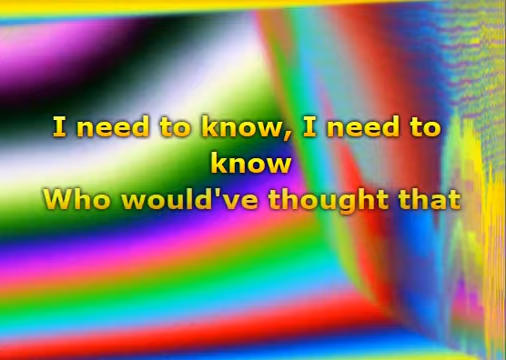 I need to know, I need to
know
Who would've thought that